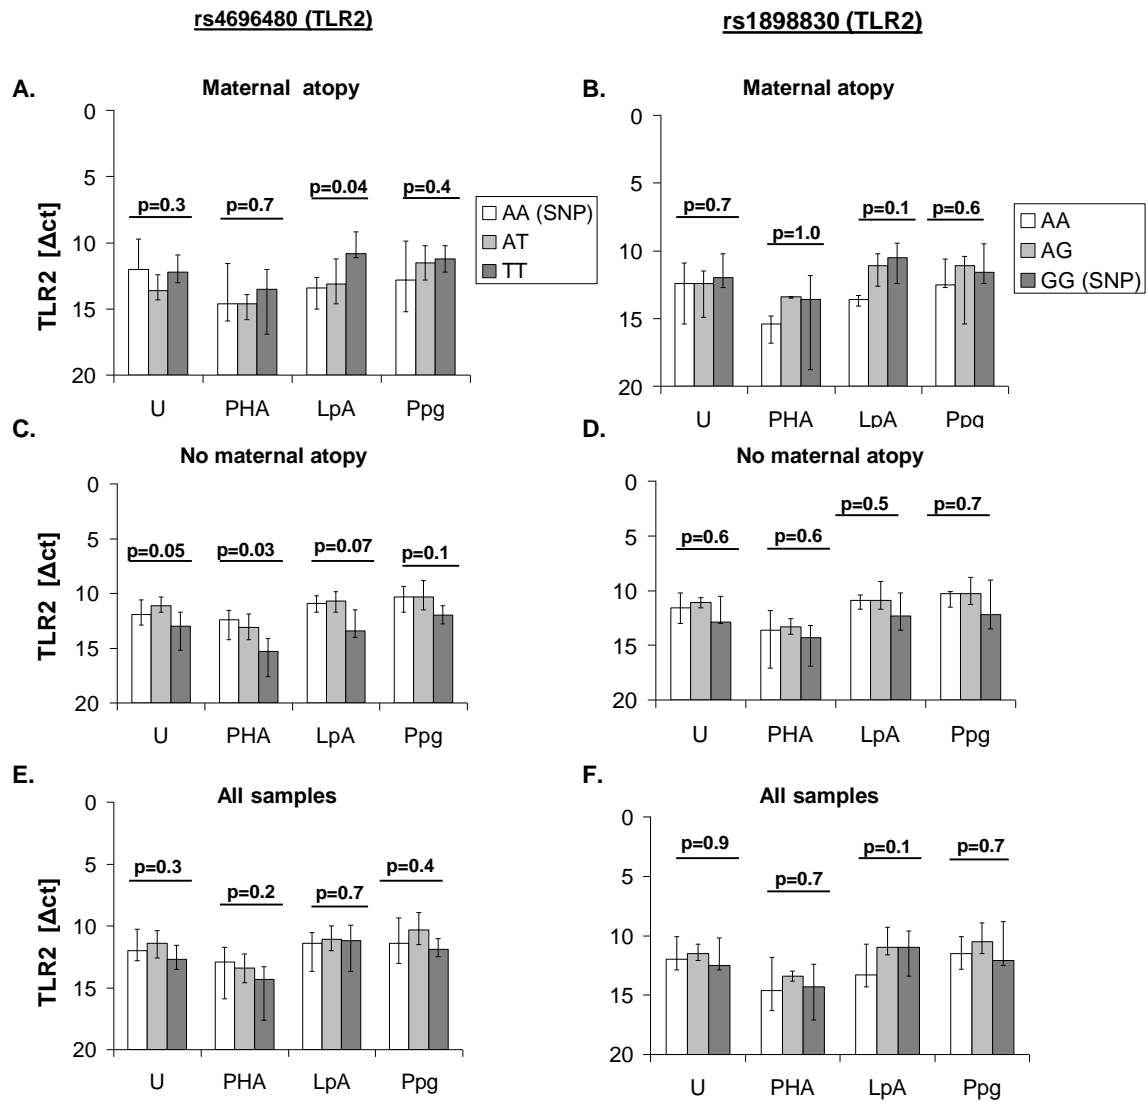 rs4696480 (TLR2)
rs1898830 (TLR2)
A.
Maternal atopy
0
5
10
15
20
TLR2 [Δct]
p=0.3
p=0.7
p=0.04
p=0.4
AA (SNP)
AT
TT
U
PHA
LpA
Ppg
B.
Maternal atopy
0
5
10
15
20
p=0.7
p=1.0
p=0.1
p=0.6
AA
AG
GG (SNP)
U
PHA
LpA
Ppg
C.
No maternal atopy
0
5
10
15
20
TLR2 [Δct]
p=0.05
p=0.03
p=0.07
p=0.1
U
PHA
LpA
Ppg
D.
No maternal atopy
0
5
10
15
20
p=0.6
p=0.6
p=0.5
p=0.7
U
PHA
LpA
Ppg
E.
All samples
0
5
10
15
20
TLR2 [Δct]
p=0.3
p=0.2
p=0.7
p=0.4
U
PHA
LpA
Ppg
F.
All samples
0
5
10
15
20
p=0.9
p=0.7
p=0.1
p=0.7
U
PHA
LpA
Ppg